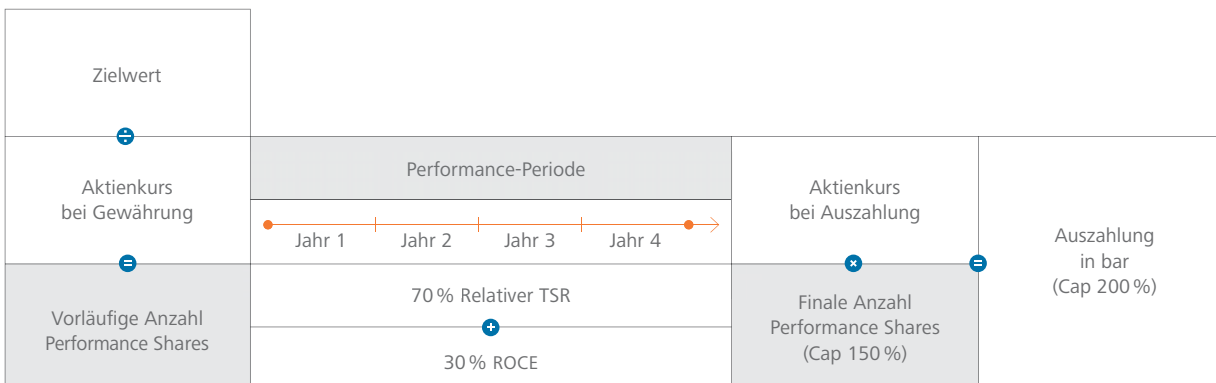 Zielwert
÷
Aktienkurs
bei Gewährung
=
Vorläufige Anzahl
Performance Shares
Performance-Periode
Jahr 1 Jahr 2 Jahr 3 Jahr 4
70 % Relativer TSR
+
30 % ROCE
Aktienkurs
bei Auszahlung
×
Finale Anzahl
Performance Shares
(Cap 150 %)
=
Auszahlung
in bar
(Cap 200 %)